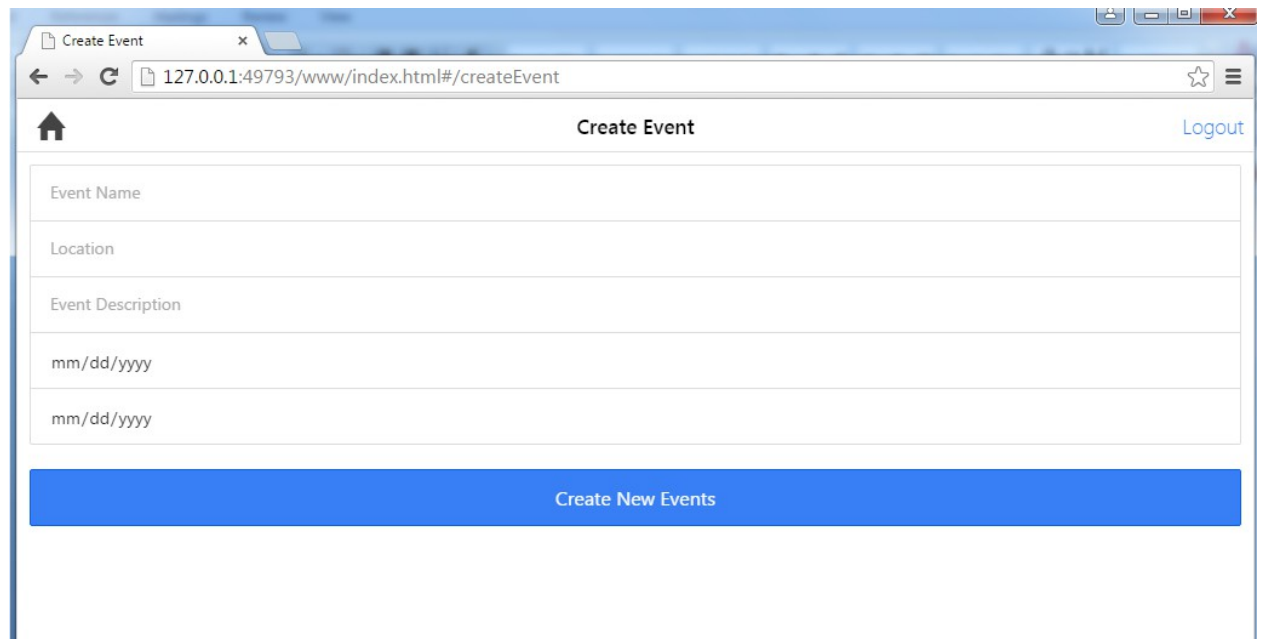 Create Event
127.0.0.1:49793/www/index.html#/createEvent
Create Event Logout
Event Name
Location
Event Description
mm/dd/yyyy
mm/dd/yyyy
Create New Events